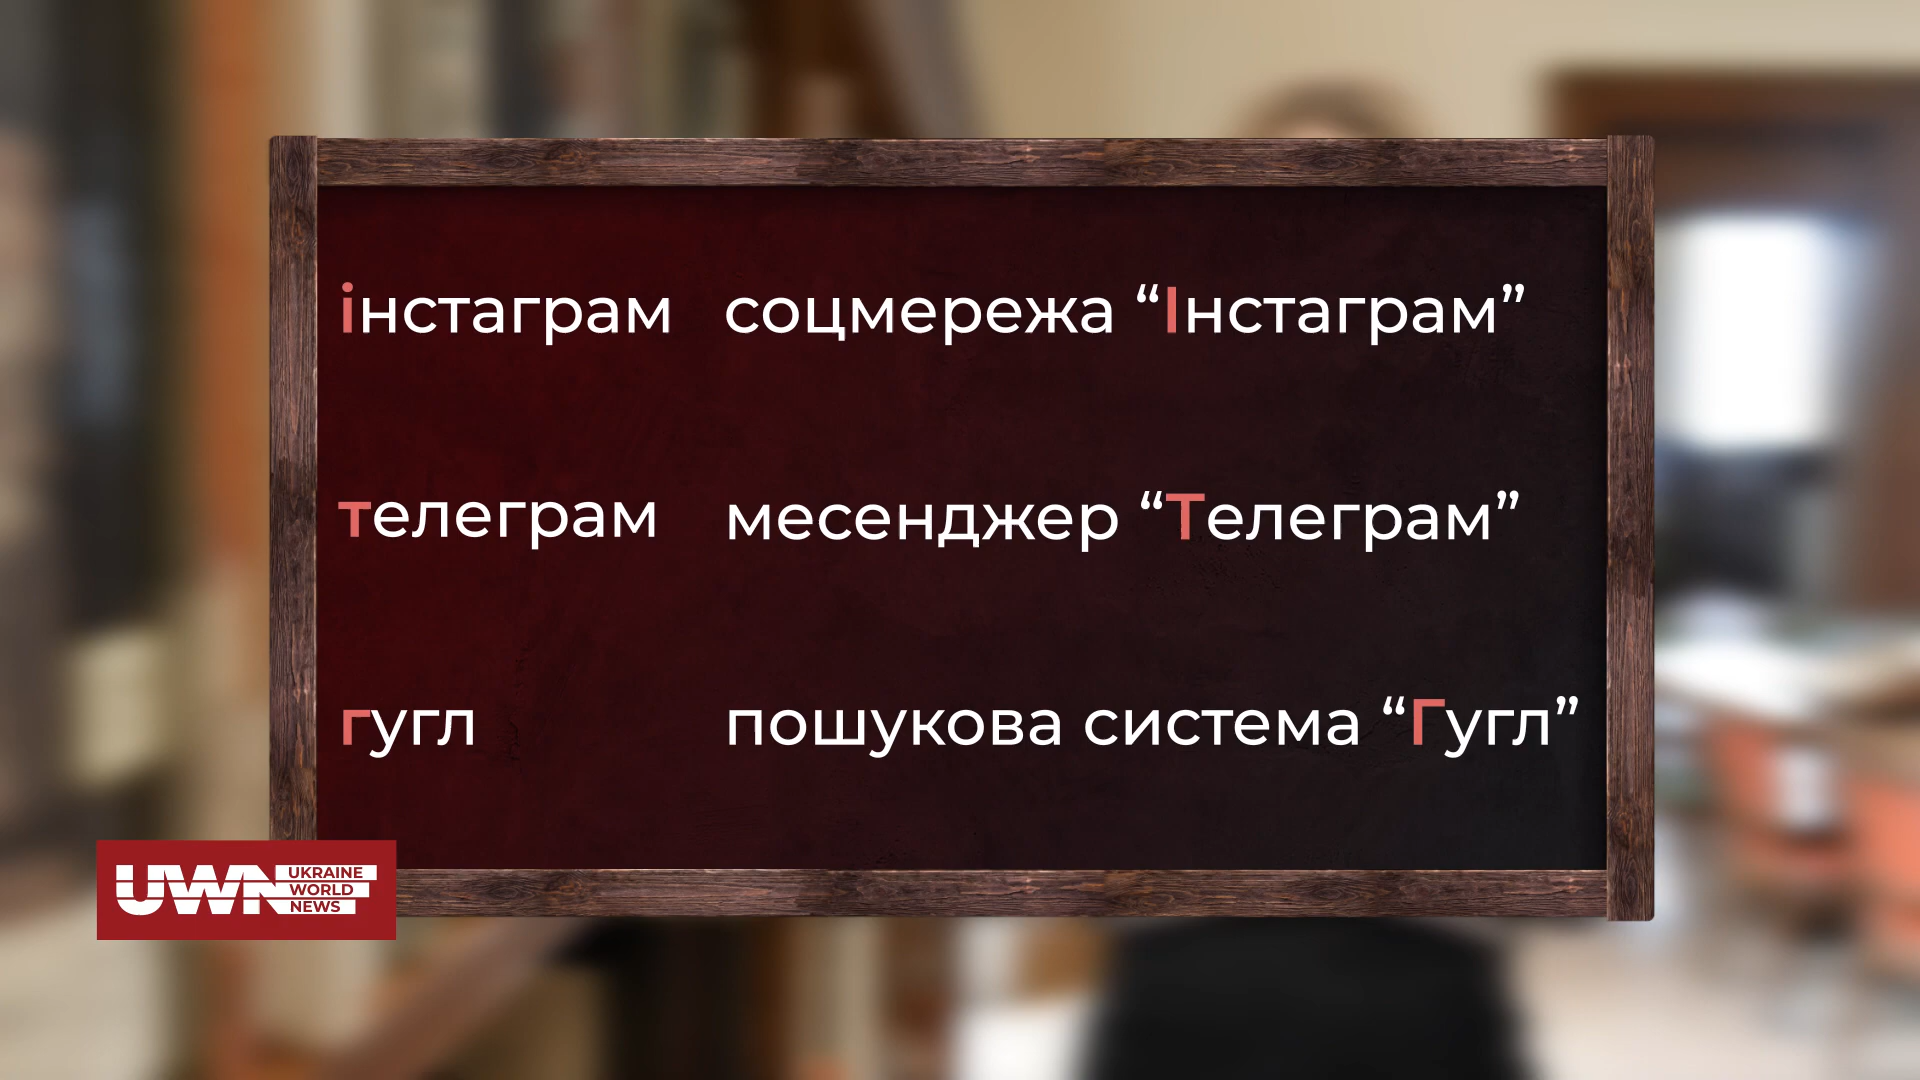 інстаграм соцмережа “Інстаграм”
телеграм месенджер “Телеграм”
гугл пошукова система “Гугл”
UWN UKRAINE WORLD NEWS